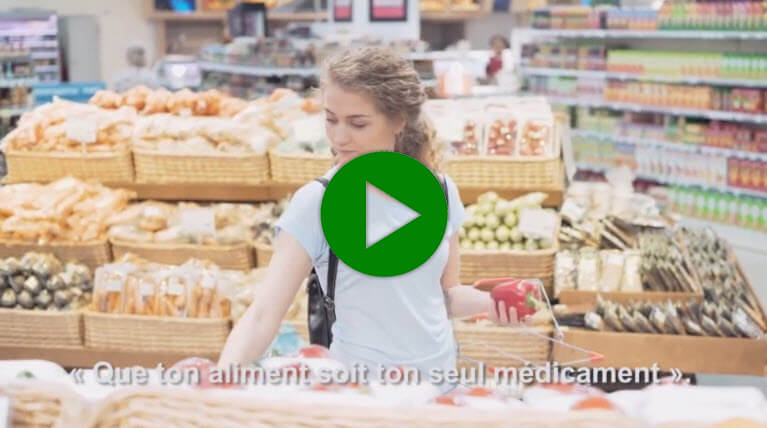 « Que ton aliment soit ton seul médicament ».